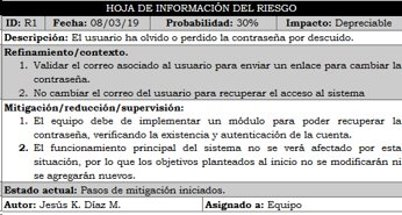 HOJA DE INFORMACIÓN DEL RIESGO
ID: R1 Fecha: 08/03/19 Probabilidad: 30% Impacto: Depreciable
Descripción: El usuario ha olvido o perdido la contraseña por descuido.
Refinamiento/contexto.
1. Validar el correo asociado al usuario para enviar un enlace para cambiar la
contraseña.
2. No cambiar el correo del usuario para recuperar el acceso al sistema
Mitigación/reducción/supervisión:
1. El equipo debe de implementar un módulo para poder recuperar la
contraseña, verificando la existencia y autenticación de la cuenta.
2. El funcionamiento principal del sistema no se verá afectado por esta
situación, por lo que los objetivos planteados al inicio no se modificarán ni
se agregarán nuevos.
Estado actual: Pasos de mitigación iniciados.
Autor: Jesús K. Díaz M. Asignado a: Equipo